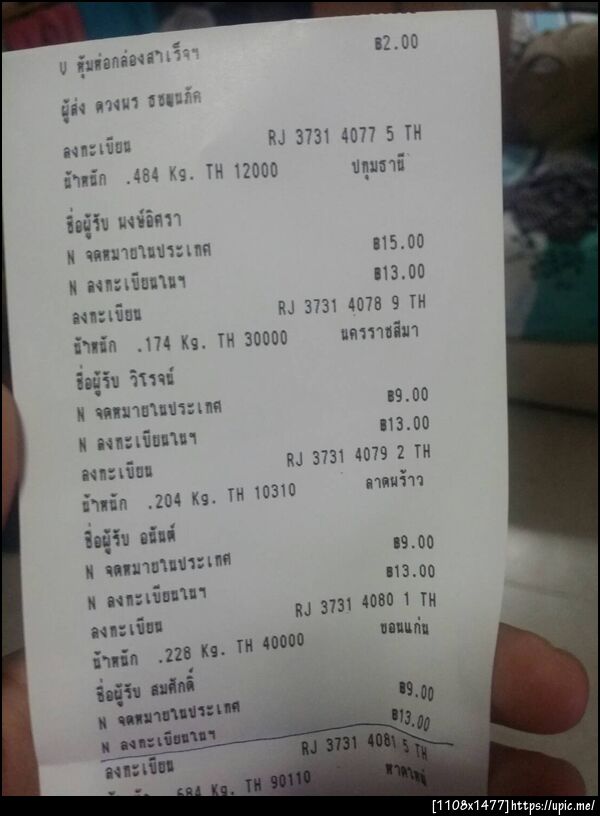 V หุ้มห่อกล่องสำเร็จฯ ฿2.00
ผู้ส่ง ดวงพร
ลงทะเบียน RJ 3731 4077 5 TH
น้ำหนัก .484 Kg. TH 12000 ปทุมธานี
ชื่อผู้รับ พงษ์อิศรา
N จดหมายในประเทศ ฿15.00
N ลงทะเบียนในฯ ฿13.00
ลงทะเบียน RJ 3731 4078 9 TH
น้ำหนัก .174 Kg. TH 30000 นครราชสีมา
ชื่อผู้รับ วิโรจน์
N จดหมายในประเทศ ฿9.00
N ลงทะเบียนในฯ ฿13.00
ลงทะเบียน RJ 3731 4079 2 TH
น้ำหนัก .204 Kg. TH 10310 ลาดพร้าว
ชื่อผู้รับ อนันต์
N จดหมายในประเทศ ฿9.00
N ลงทะเบียนในฯ ฿13.00
ลงทะเบียน RJ 3731 4080 1 TH
น้ำหนัก .228 Kg. TH 40000 ขอนแก่น
ชื่อผู้รับ สมศักดิ์
N จดหมายในประเทศ ฿9.00
N ลงทะเบียนในฯ ฿13.00
ลงทะเบียน RJ 3731 4081 5 TH
น้ำหนัก .684 Kg. TH 90110 หาดใหญ่
[1108x1477]https://upic.me/